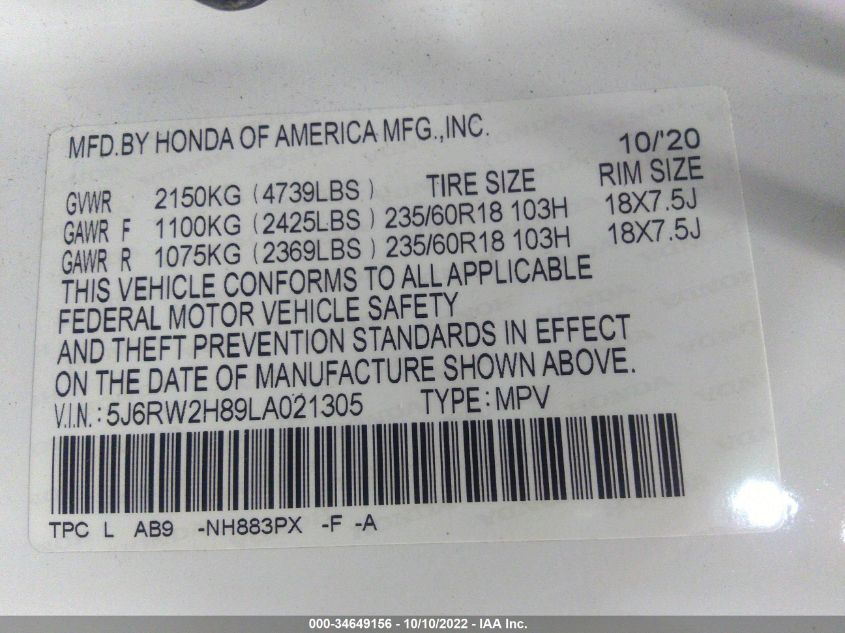 MFD.BY HONDA OF AMERICA MFG.,INC.
10/'20
GVWR 2150KG (4739LBS) TIRE SIZE RIM SIZE
GAWR F 1100KG (2425LBS) 235/60R18 103H 18X7.5J
GAWR R 1075KG (2369LBS) 235/60R18 103H 18X7.5J
THIS VEHICLE CONFORMS TO ALL APPLICABLE
FEDERAL MOTOR VEHICLE SAFETY
AND THEFT PREVENTION STANDARDS IN EFFECT
ON THE DATE OF MANUFACTURE SHOWN ABOVE.
V.I.N.: 5J6RW2H89LA021305 TYPE: MPV
TPC L AB9 -NH883PX -F -A
000-34649156 - 10/10/2022 - IAA Inc.